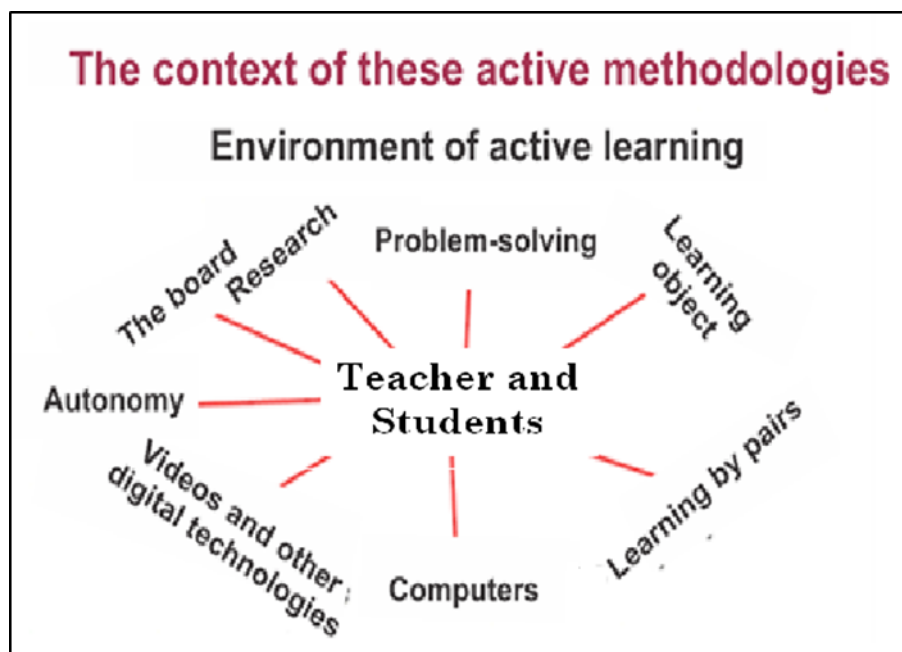 The context of these active methodologies
Environment of active learning
The board
Research
Problem-solving
Learning
object
Teacher and
Students
Autonomy
Videos and other
digital technologies
Computers
Learning by pairs